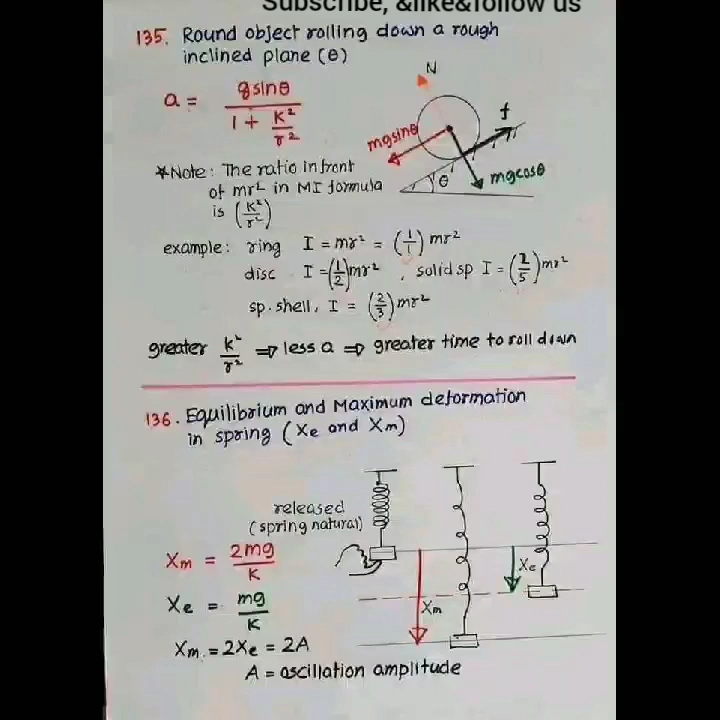 Subscribe, &like&follow us
135. Round object rolling down a rough
inclined plane (θ)
a = gsinθ / (1 + K²/r²)
N
f
mgsinθ
θ
mgcosθ
*Note: The ratio in front
of mr² in MI formula
is (K²/r²)
example: ring I = mr² = (1/1) mr²
disc I = (1/2)mr² , solid sp I = (2/5)mr²
sp. shell, I = (2/3) mr²
greater K²/r² ⇒ less a ⇒ greater time to roll down
136. Equilibrium and Maximum deformation
in spring (Xe and Xm)
released
(spring natural)
Xm = 2mg/K
Xe = mg/K
Xm = 2Xe = 2A
A = oscillation amplitude
Xm
Xe